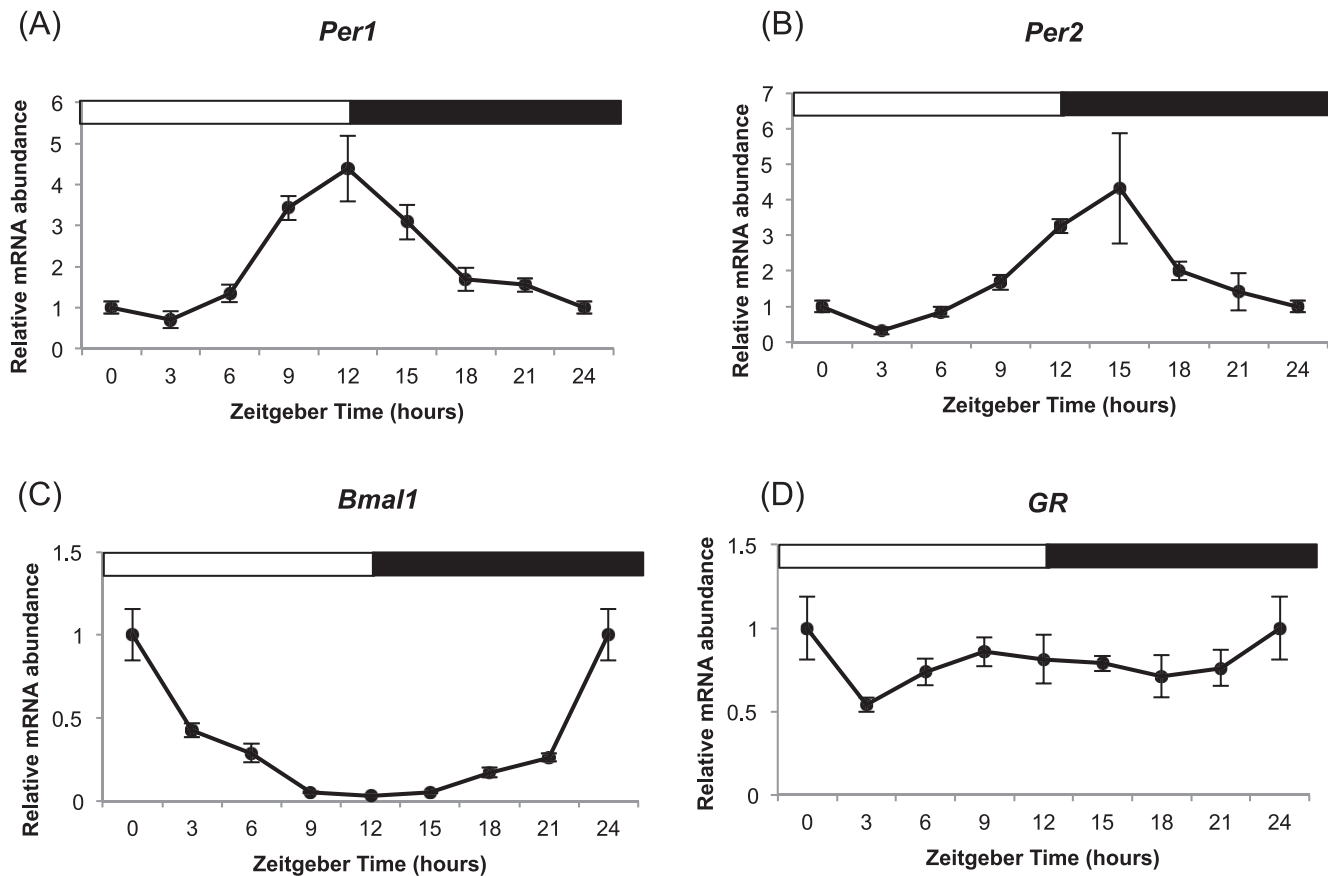 (A)
Per1
Relative mRNA abundance
6
5
4
3
2
1
0
0 3 6 9 12 15 18 21 24
Zeitgeber Time (hours)
(B)
Per2
Relative mRNA abundance
7
6
5
4
3
2
1
0
0 3 6 9 12 15 18 21 24
Zeitgeber Time (hours)
(C)
Bmal1
Relative mRNA abundance
1.5
1
0.5
0
0 3 6 9 12 15 18 21 24
Zeitgeber Time (hours)
(D)
GR
Relative mRNA abundance
1.5
1
0.5
0
0 3 6 9 12 15 18 21 24
Zeitgeber Time (hours)